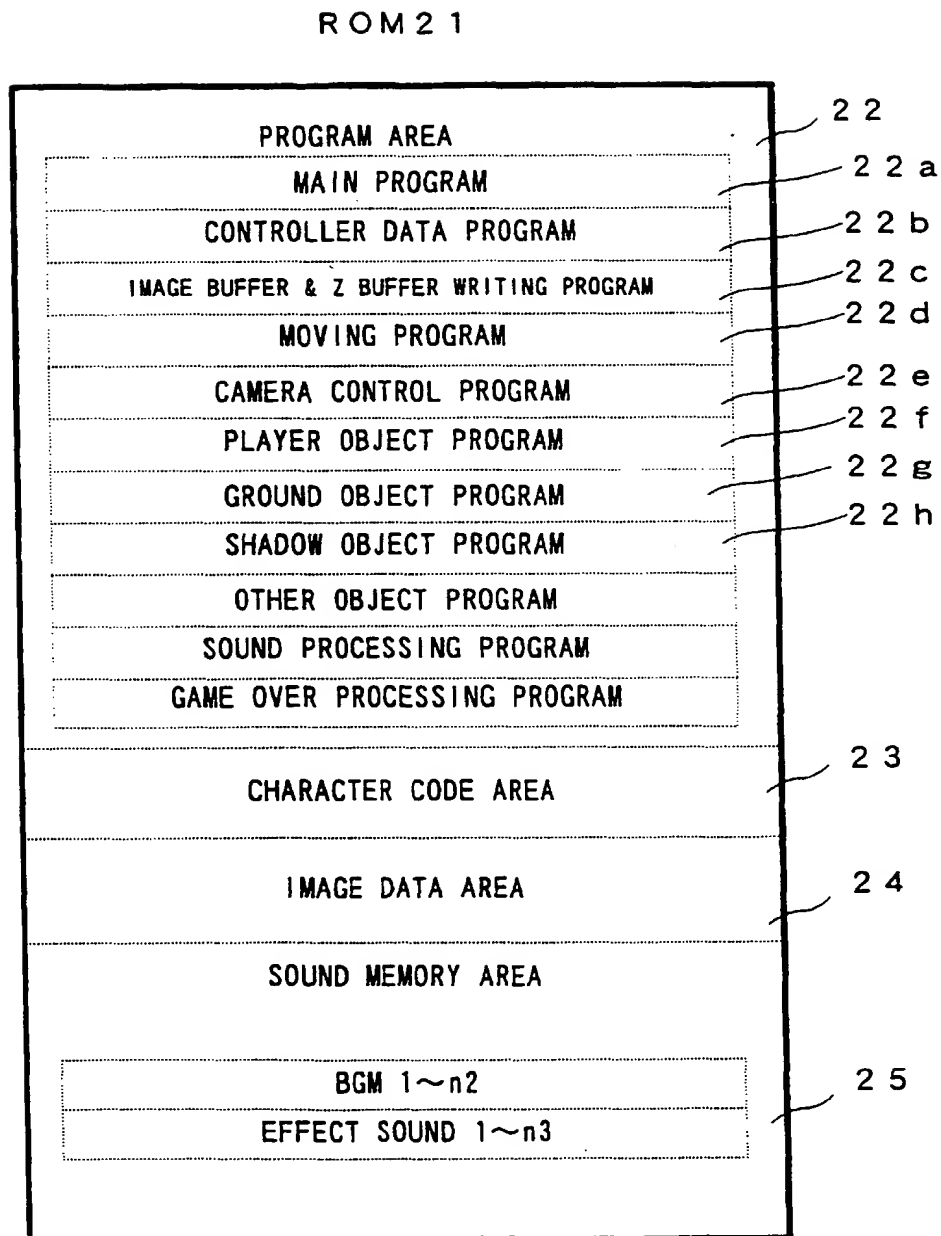 ROM21
PROGRAM AREA 22
MAIN PROGRAM 22a
CONTROLLER DATA PROGRAM 22b
IMAGE BUFFER & Z BUFFER WRITING PROGRAM 22c
MOVING PROGRAM 22d
CAMERA CONTROL PROGRAM 22e
PLAYER OBJECT PROGRAM 22f
GROUND OBJECT PROGRAM 22g
SHADOW OBJECT PROGRAM 22h
OTHER OBJECT PROGRAM
SOUND PROCESSING PROGRAM
GAME OVER PROCESSING PROGRAM
CHARACTER CODE AREA 23
IMAGE DATA AREA 24
SOUND MEMORY AREA
BGM 1~n2 25
EFFECT SOUND 1~n3